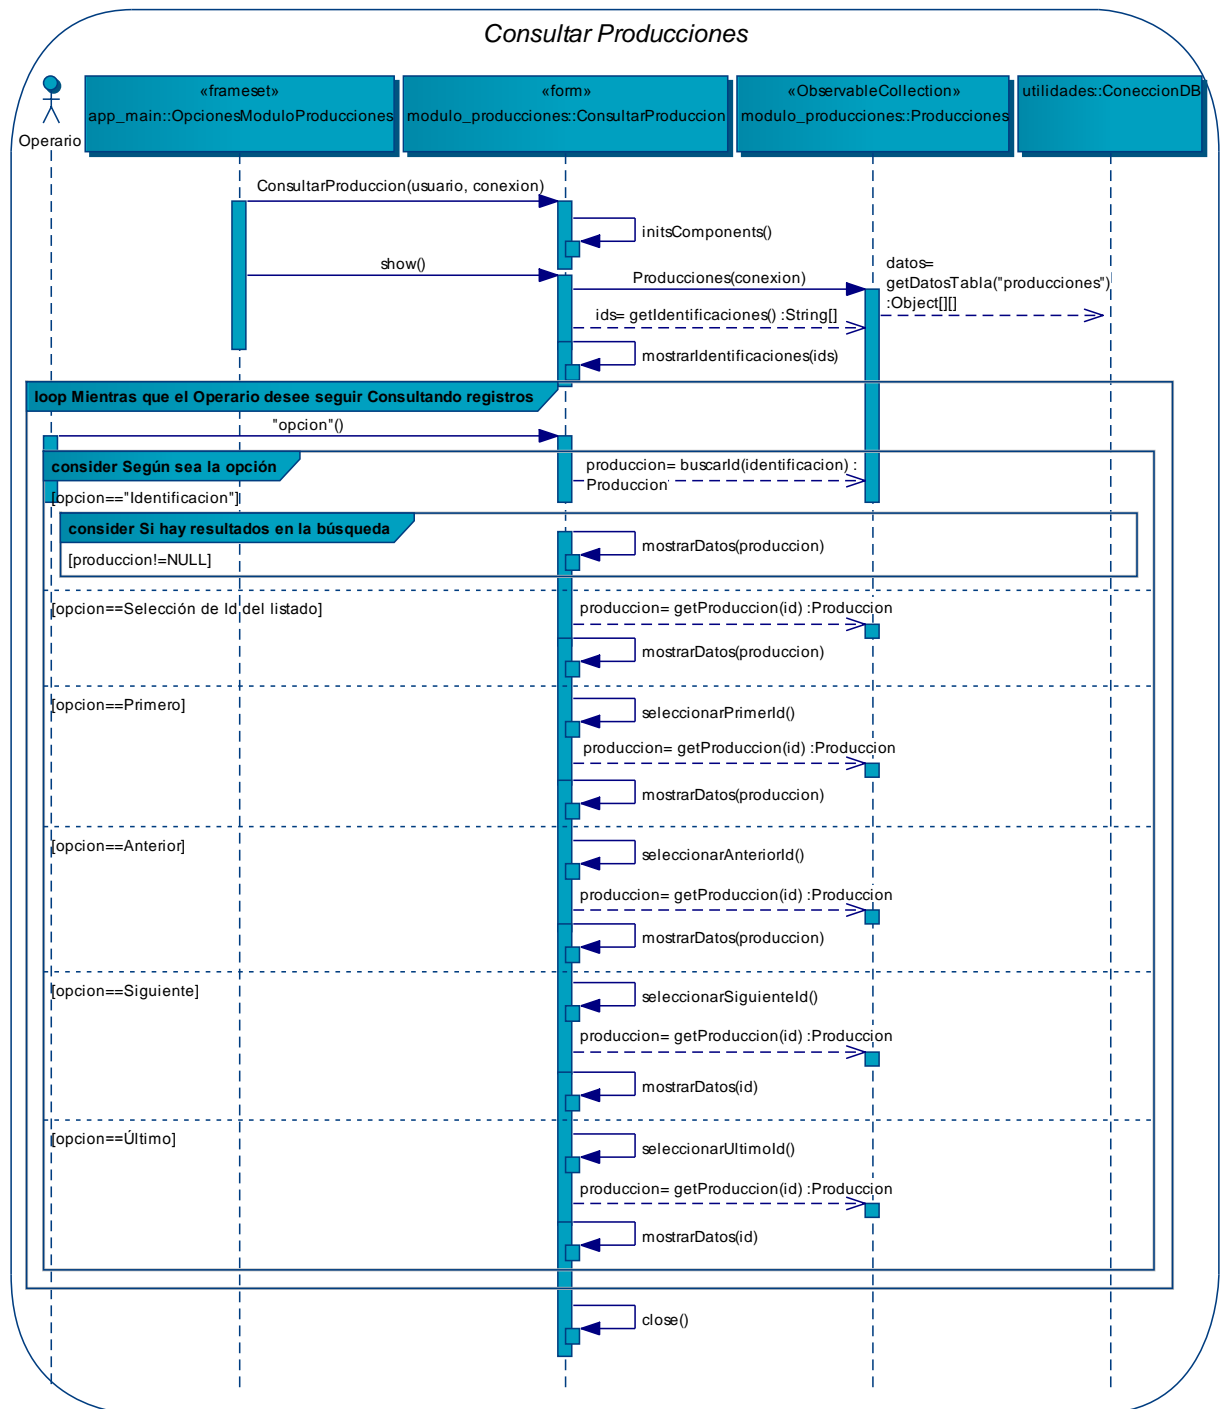 Consultar Producciones
Operario
«frameset»
app_main::OpcionesModuloProducciones
«form»
modulo_producciones::ConsultarProduccion
«ObservableCollection»
modulo_producciones::Producciones
utilidades::ConeccionDB
ConsultarProduccion(usuario, conexion)
initsComponents()
show()
Producciones(conexion)
datos=
getDatosTabla("producciones")
:Object[][]
ids= getIdentificaciones() :String[]
mostrarIdentificaciones(ids)
loop Mientras que el Operario desee seguir Consultando registros
"opcion"()
consider Según sea la opción
produccion= buscarId(identificacion) :
Produccion
[opcion=="Identificacion"]
consider Si hay resultados en la búsqueda
mostrarDatos(produccion)
[produccion!=NULL]
[opcion==Selección de Id del listado]
produccion= getProduccion(id) :Produccion
mostrarDatos(produccion)
[opcion==Primero]
seleccionarPrimerId()
produccion= getProduccion(id) :Produccion
mostrarDatos(produccion)
[opcion==Anterior]
seleccionarAnteriorId()
produccion= getProduccion(id) :Produccion
mostrarDatos(produccion)
[opcion==Siguiente]
seleccionarSiguienteId()
produccion= getProduccion(id) :Produccion
mostrarDatos(id)
[opcion==Último]
seleccionarUltimoId()
produccion= getProduccion(id) :Produccion
mostrarDatos(id)
close()